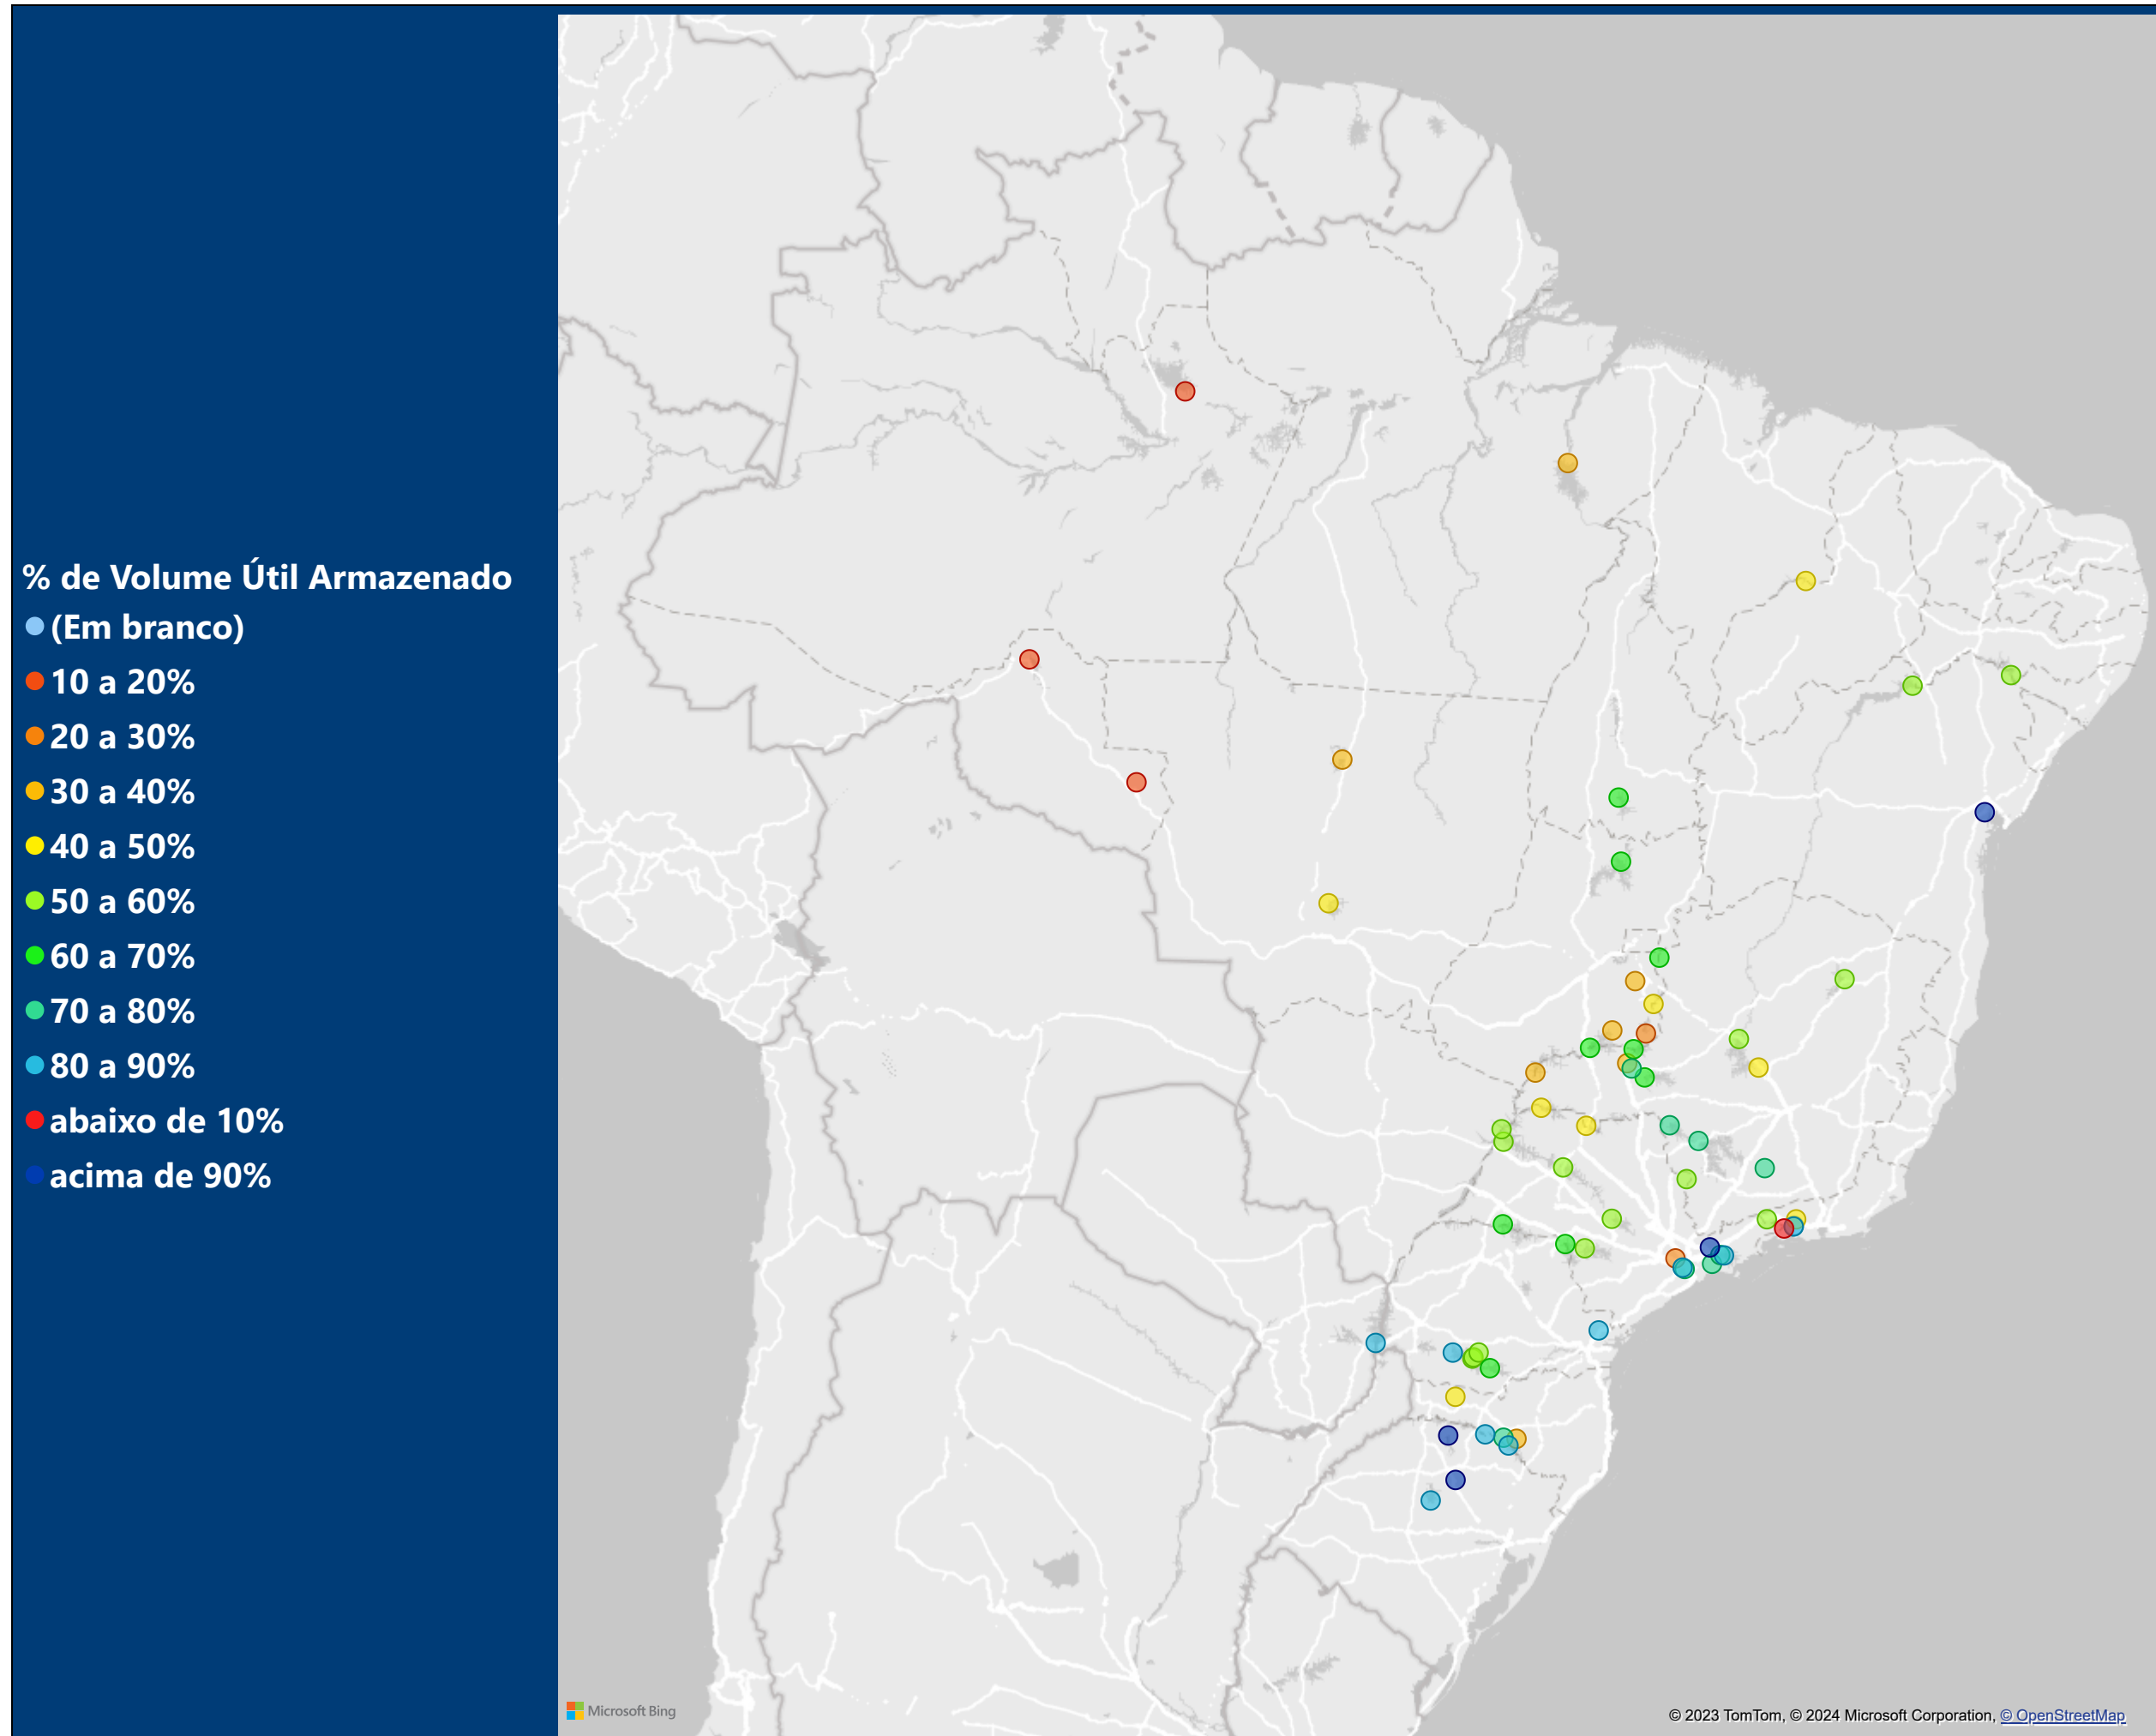 % de Volume Útil Armazenado
(Em branco)
10 a 20%
20 a 30%
30 a 40%
40 a 50%
50 a 60%
60 a 70%
70 a 80%
80 a 90%
abaixo de 10%
acima de 90%
Microsoft Bing
© 2023 TomTom, © 2024 Microsoft Corporation, © OpenStreetMap